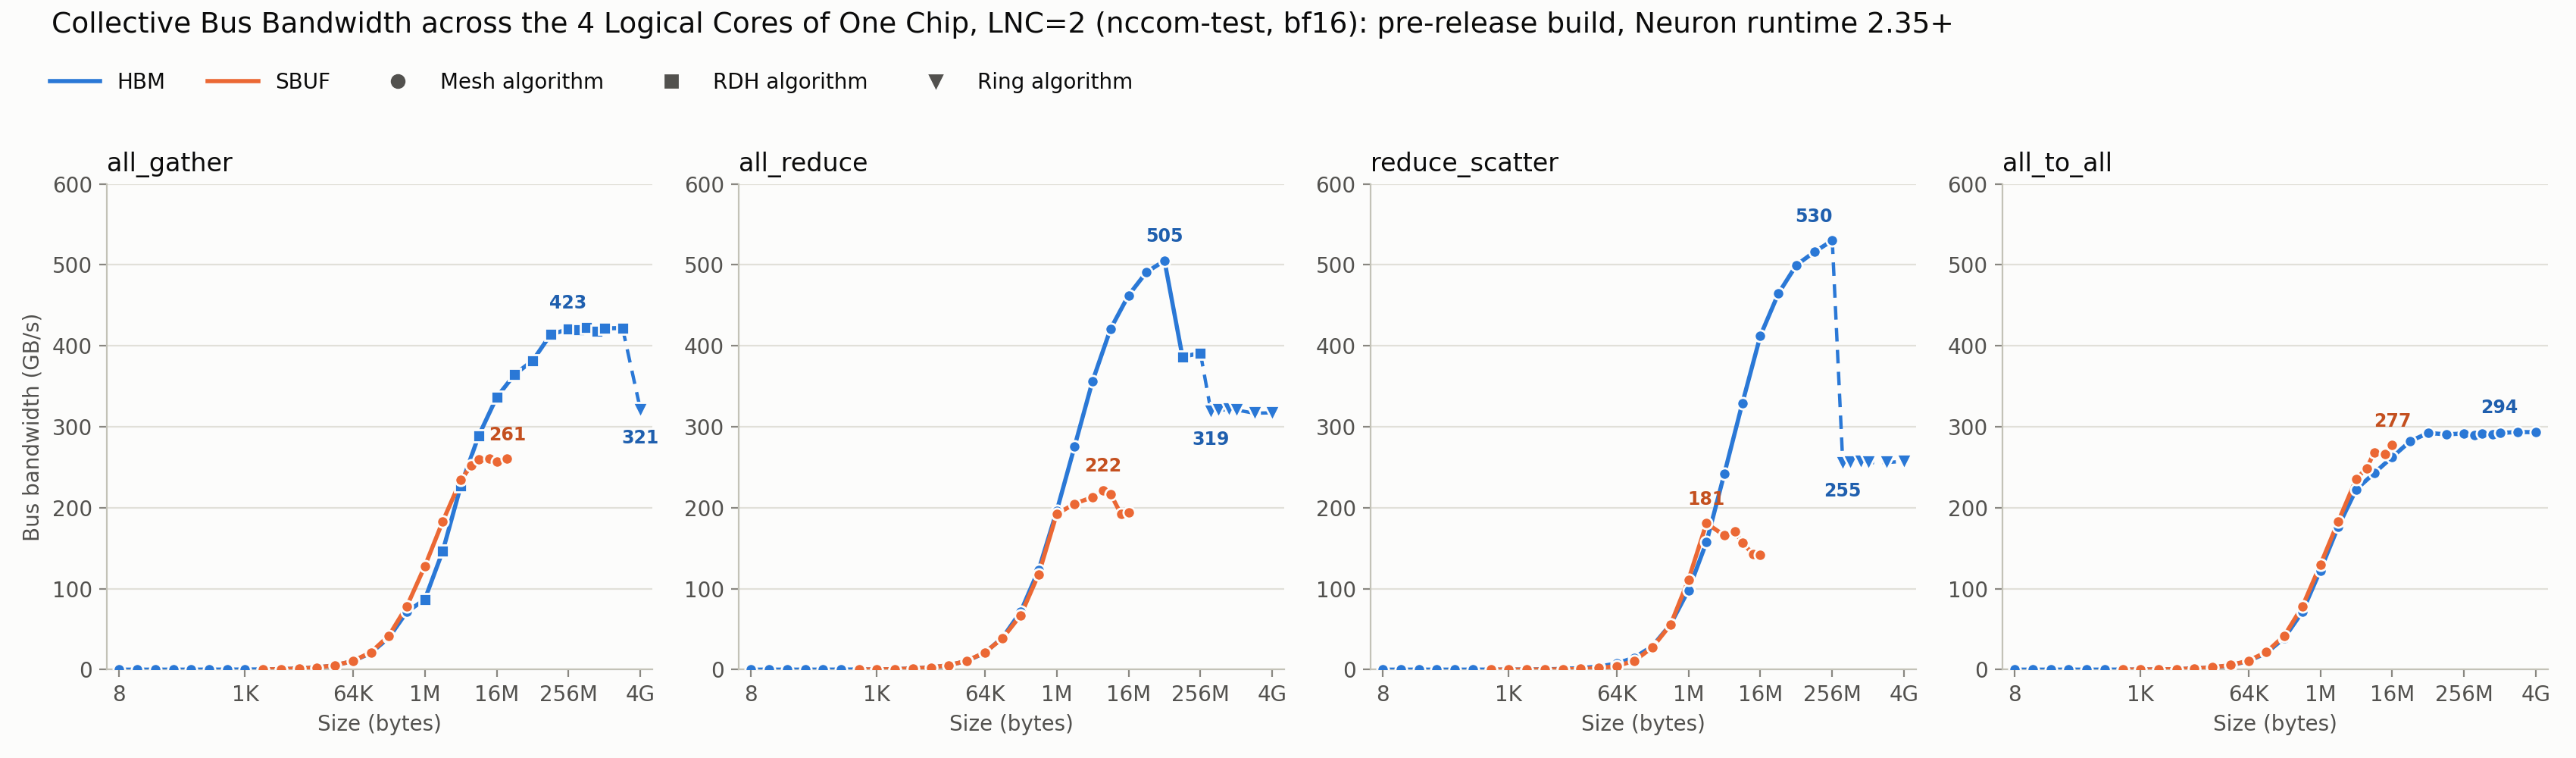 Collective Bus Bandwidth across the 4 Logical Cores of One Chip, LNC=2 (nccom-test, bf16): pre-release build, Neuron runtime 2.35+
HBM SBUF Mesh algorithm RDH algorithm Ring algorithm
all_gather
Bus bandwidth (GB/s)
600
500
400
300
200
100
0
423
261
321
8 1K 64K 1M 16M 256M 4G
Size (bytes)
all_reduce
600
500
400
300
200
100
0
505
222
319
8 1K 64K 1M 16M 256M 4G
Size (bytes)
reduce_scatter
600
500
400
300
200
100
0
530
181
255
8 1K 64K 1M 16M 256M 4G
Size (bytes)
all_to_all
600
500
400
300
200
100
0
277
294
8 1K 64K 1M 16M 256M 4G
Size (bytes)